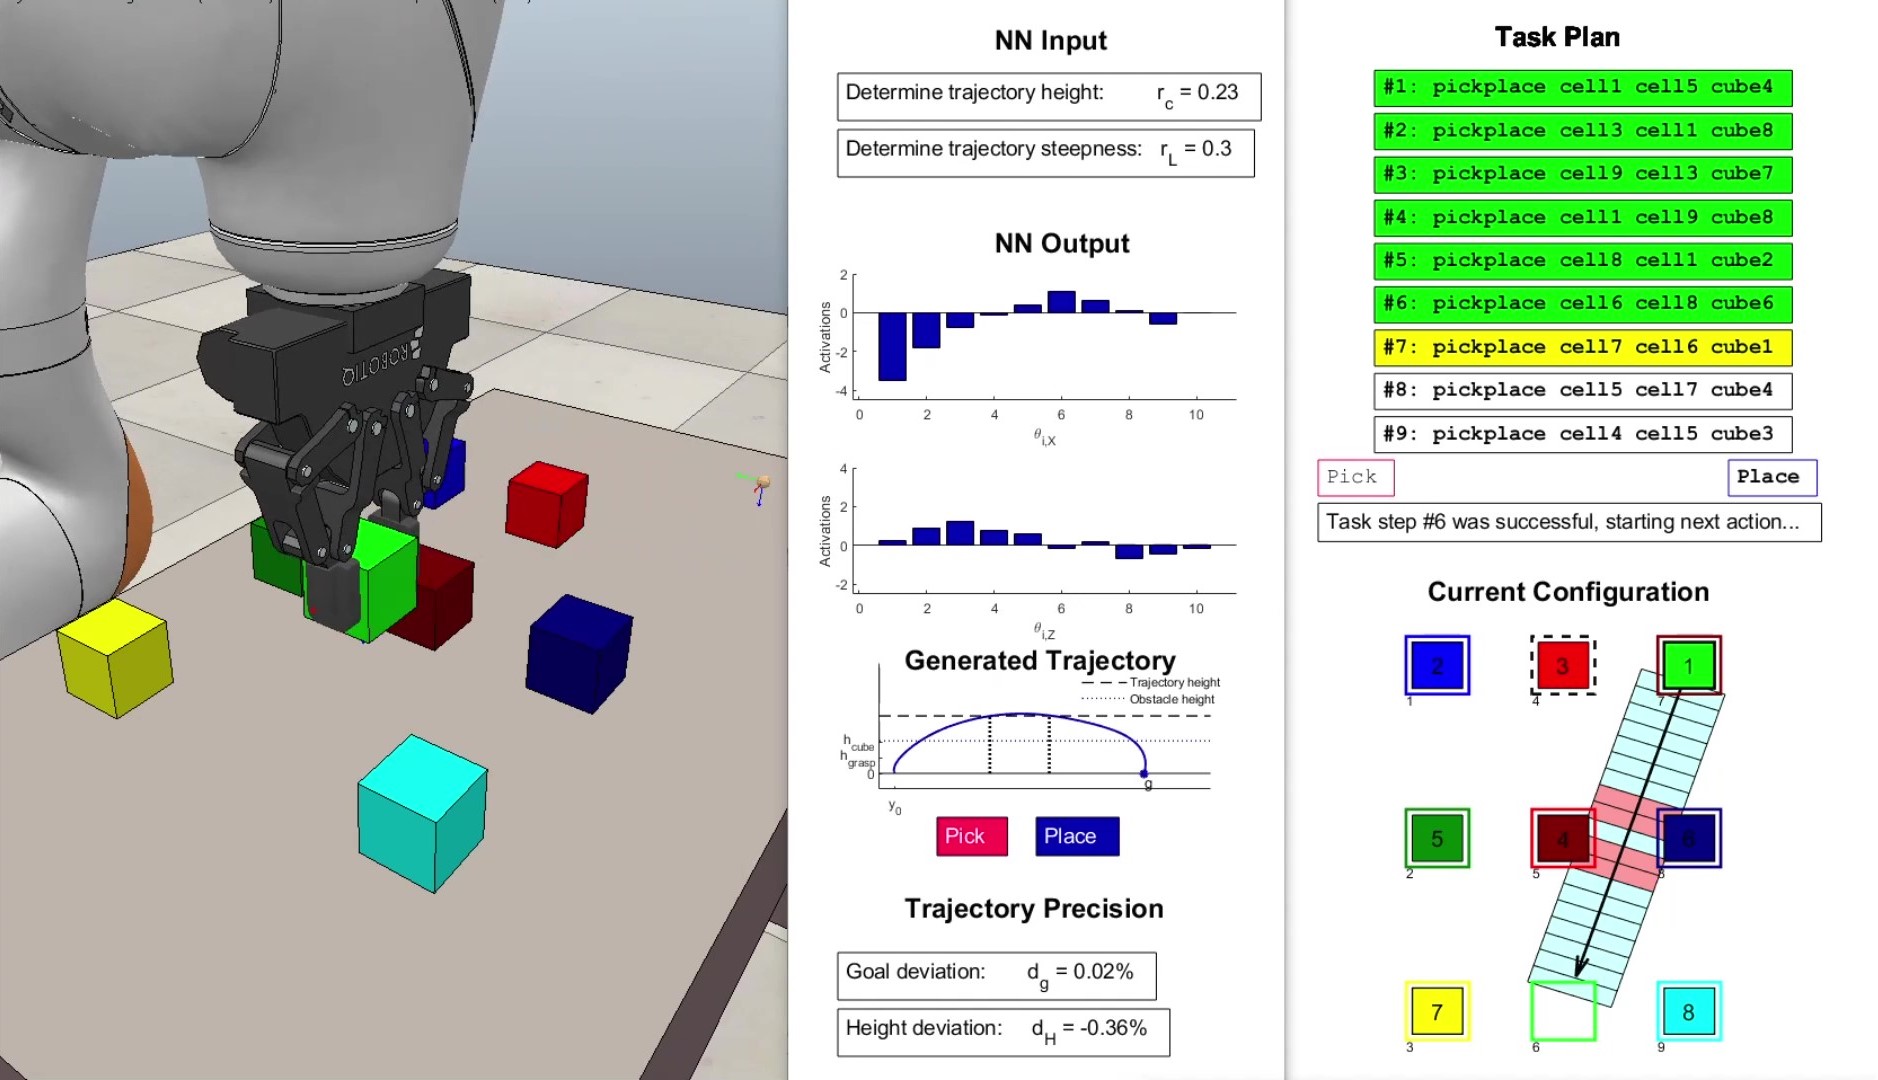 ROBOTIQ
NN Input
Determine trajectory height: r_c = 0.23
Determine trajectory steepness: r_L = 0.3
NN Output
2
0
-2
-4
Activations
0 2 4 6 8 10
θ_i,X
4
2
0
-2
Activations
0 2 4 6 8 10
θ_i,Z
Generated Trajectory
Trajectory height
Obstacle height
h_cube
h_grasp
0
g
y_0
Pick Place
Trajectory Precision
Goal deviation: d_g = 0.02%
Height deviation: d_H = -0.36%
Task Plan
#1: pickplace cell1 cell5 cube4
#2: pickplace cell3 cell1 cube8
#3: pickplace cell9 cell3 cube7
#4: pickplace cell1 cell9 cube8
#5: pickplace cell8 cell1 cube2
#6: pickplace cell6 cell8 cube6
#7: pickplace cell7 cell6 cube1
#8: pickplace cell5 cell7 cube4
#9: pickplace cell4 cell5 cube3
Pick Place
Task step #6 was successful, starting next action...
Current Configuration
2 3 1
1 4 7
5 4 6
2 5 8
7 8
3 6 9